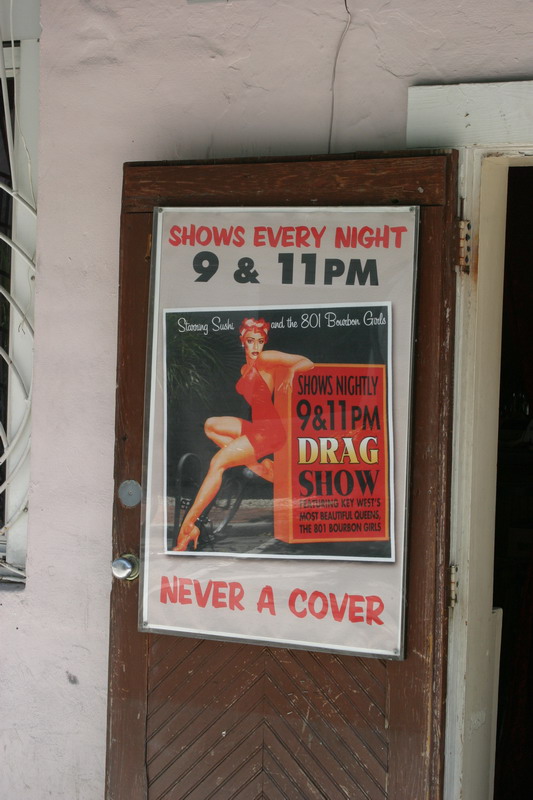 SHOWS EVERY NIGHT
9 & 11PM
Starring Sushi and the 801 Bourbon Girls
SHOWS NIGHTLY
9&11PM
DRAG
SHOW
FEATURING KEY WEST'S
MOST BEAUTIFUL QUEENS,
THE 801 BOURBON GIRLS
NEVER A COVER